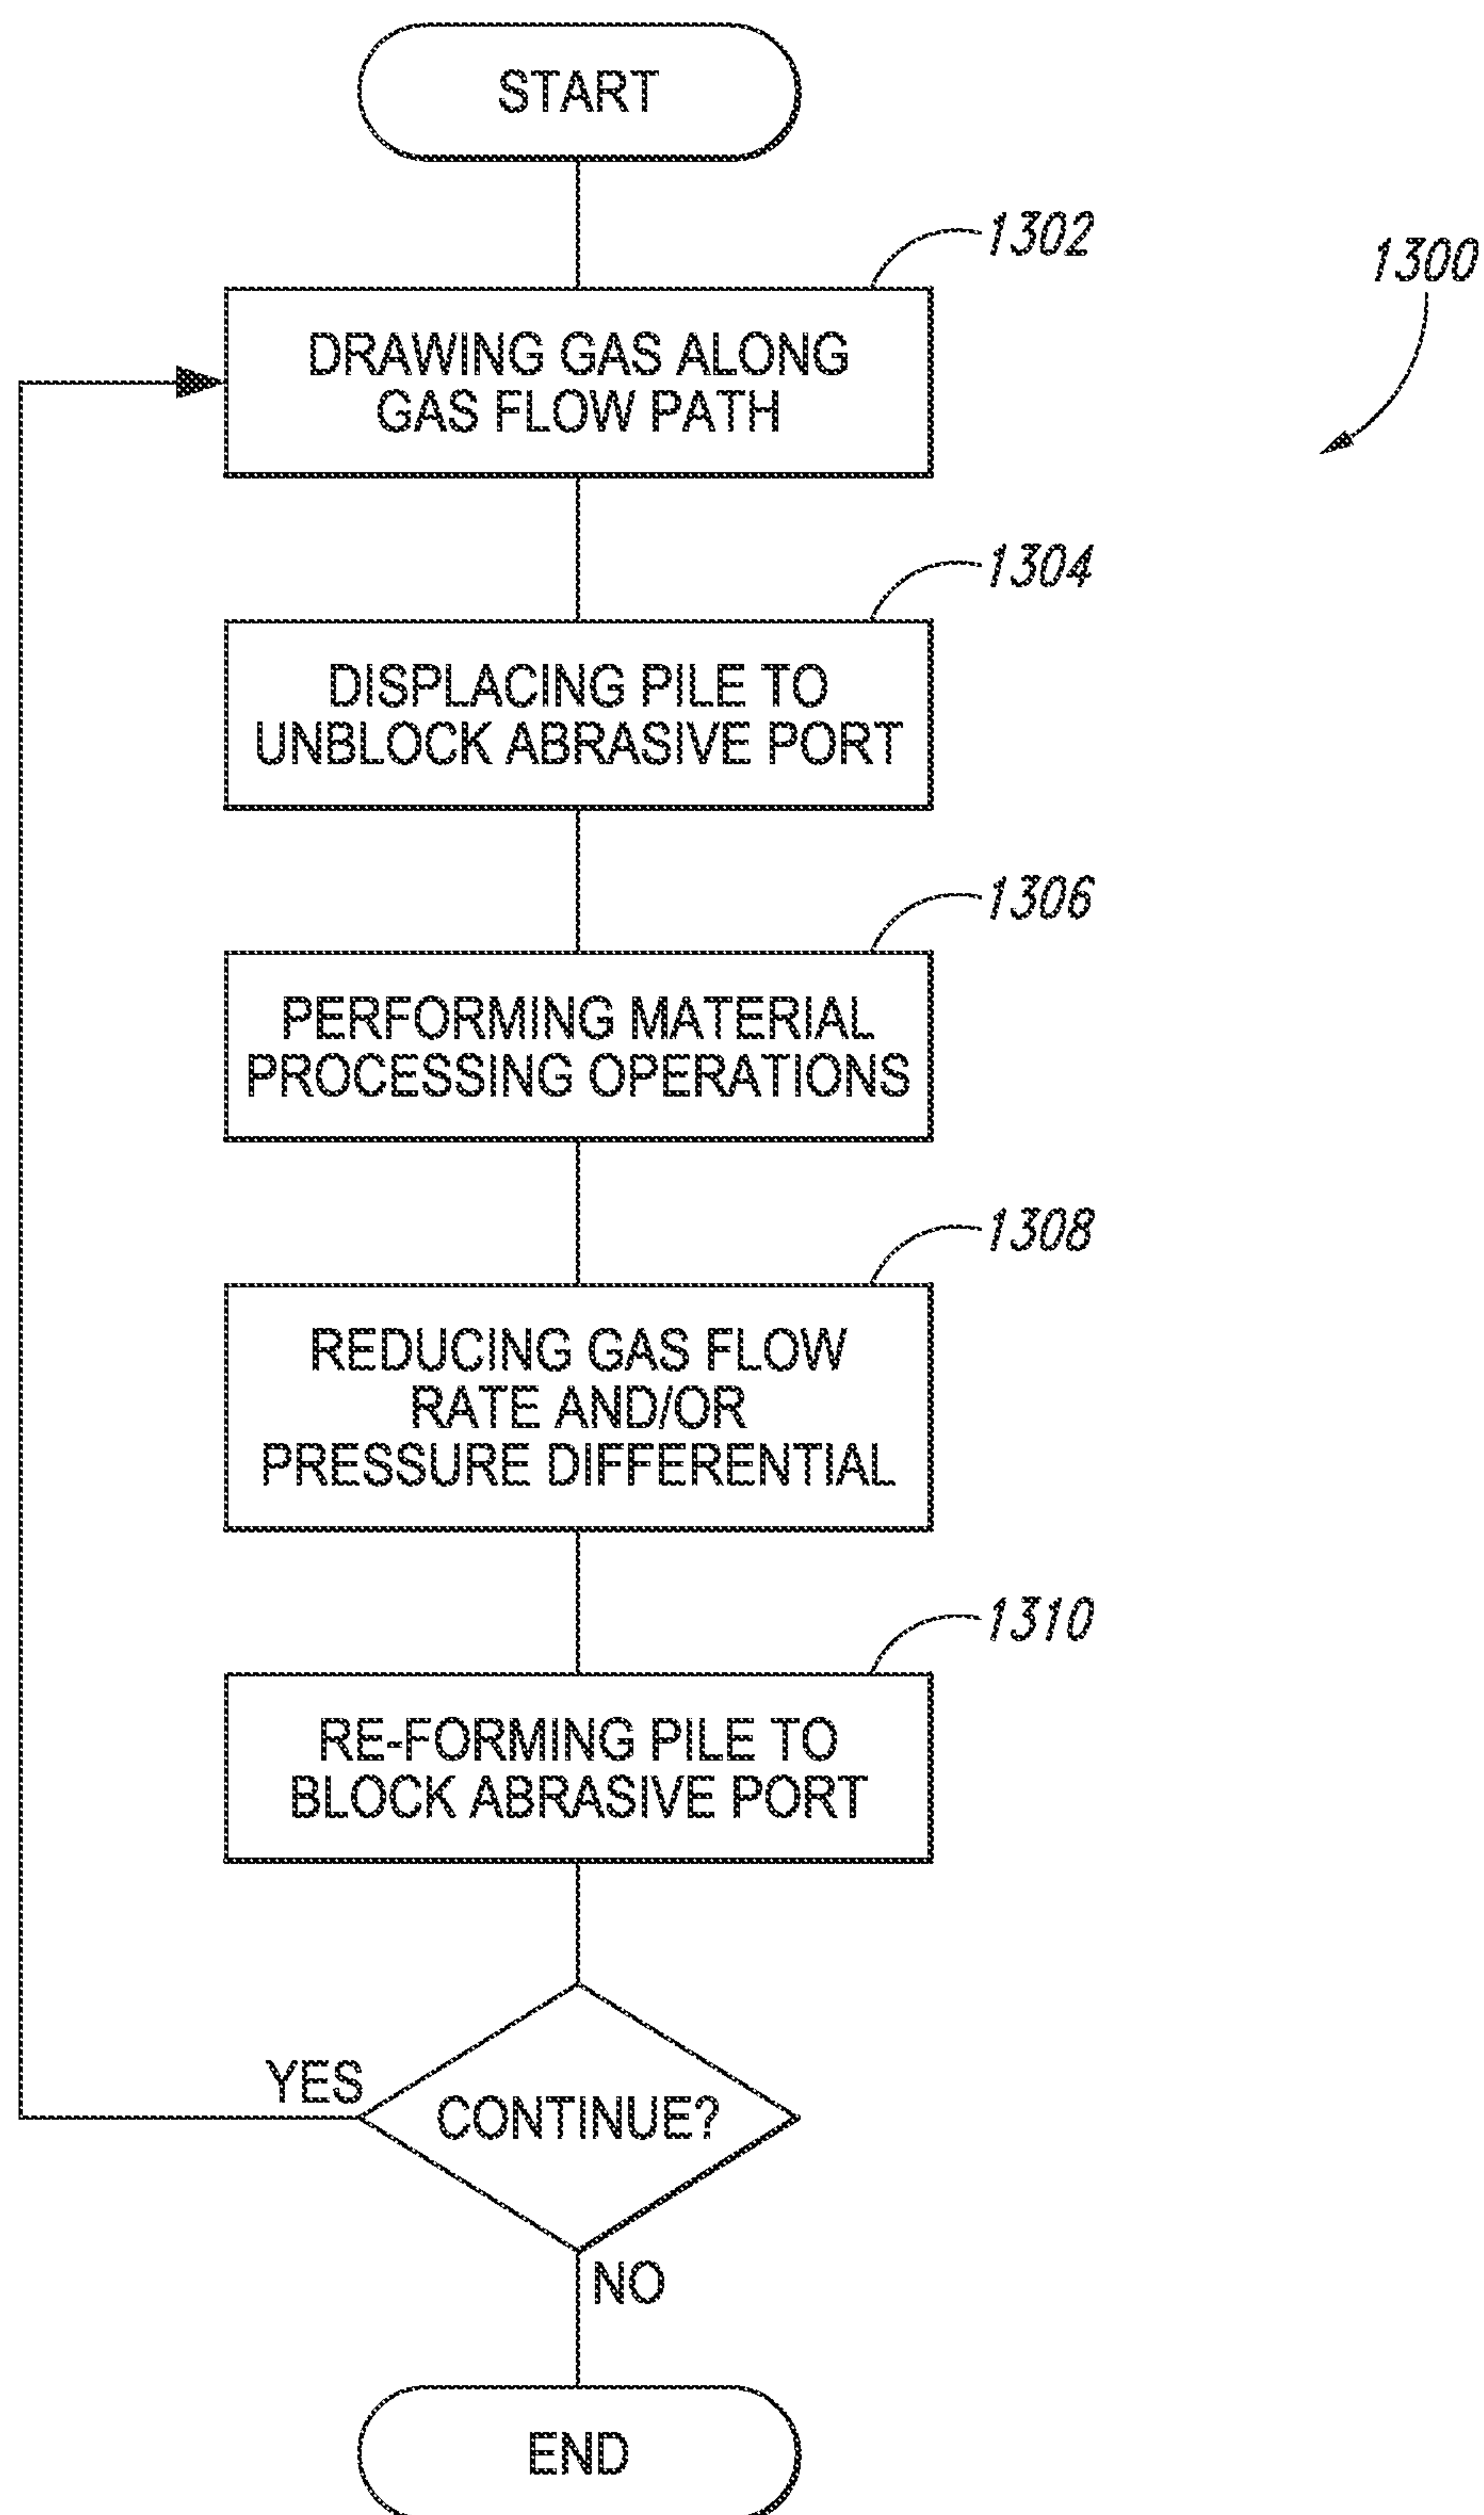 START
1302
1300
DRAWING GAS ALONG
GAS FLOW PATH
1304
DISPLACING PILE TO
UNBLOCK ABRASIVE PORT
1306
PERFORMING MATERIAL
PROCESSING OPERATIONS
1308
REDUCING GAS FLOW
RATE AND/OR
PRESSURE DIFFERENTIAL
1310
RE-FORMING PILE TO
BLOCK ABRASIVE PORT
YES
CONTINUE?
NO
END